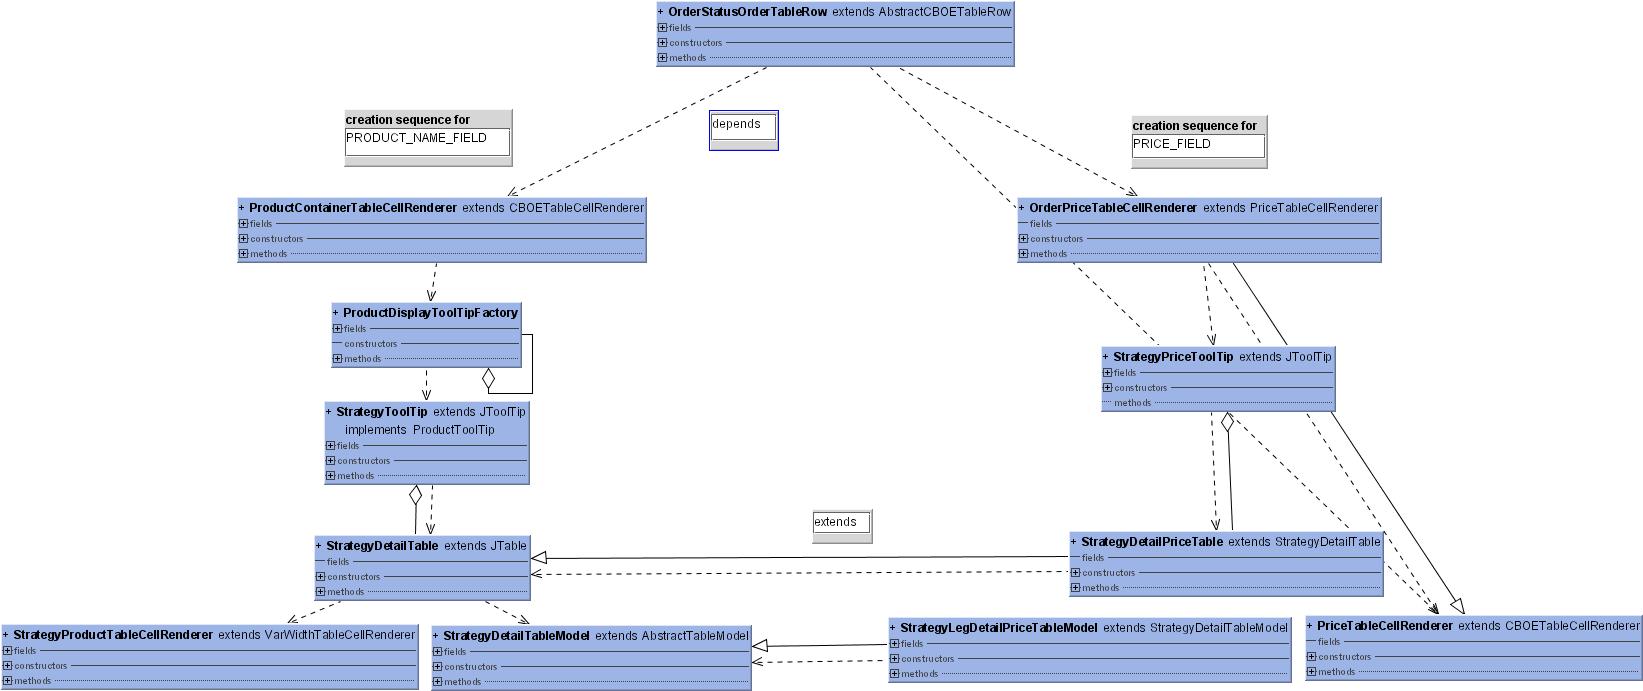 + OrderStatusOrderTableRow extends AbstractCBOETableRow
fields
constructors
methods
creation sequence for
PRODUCT_NAME_FIELD
depends
creation sequence for
PRICE_FIELD
+ ProductContainerTableCellRenderer extends CBOETableCellRenderer
fields
constructors
methods
+ OrderPriceTableCellRenderer extends PriceTableCellRenderer
fields
constructors
methods
+ ProductDisplayToolTipFactory
fields
constructors
methods
+ StrategyPriceToolTip extends JToolTip
fields
constructors
methods
+ StrategyToolTip extends JToolTip
implements ProductToolTip
fields
constructors
methods
extends
+ StrategyDetailTable extends JTable
fields
constructors
methods
+ StrategyDetailPriceTable extends StrategyDetailTable
fields
constructors
methods
+ StrategyProductTableCellRenderer extends VarWidthTableCellRenderer
fields
constructors
methods
+ StrategyDetailTableModel extends AbstractTableModel
fields
constructors
methods
+ StrategyLegDetailPriceTableModel extends StrategyDetailTableModel
fields
constructors
methods
+ PriceTableCellRenderer extends CBOETableCellRenderer
fields
constructors
methods